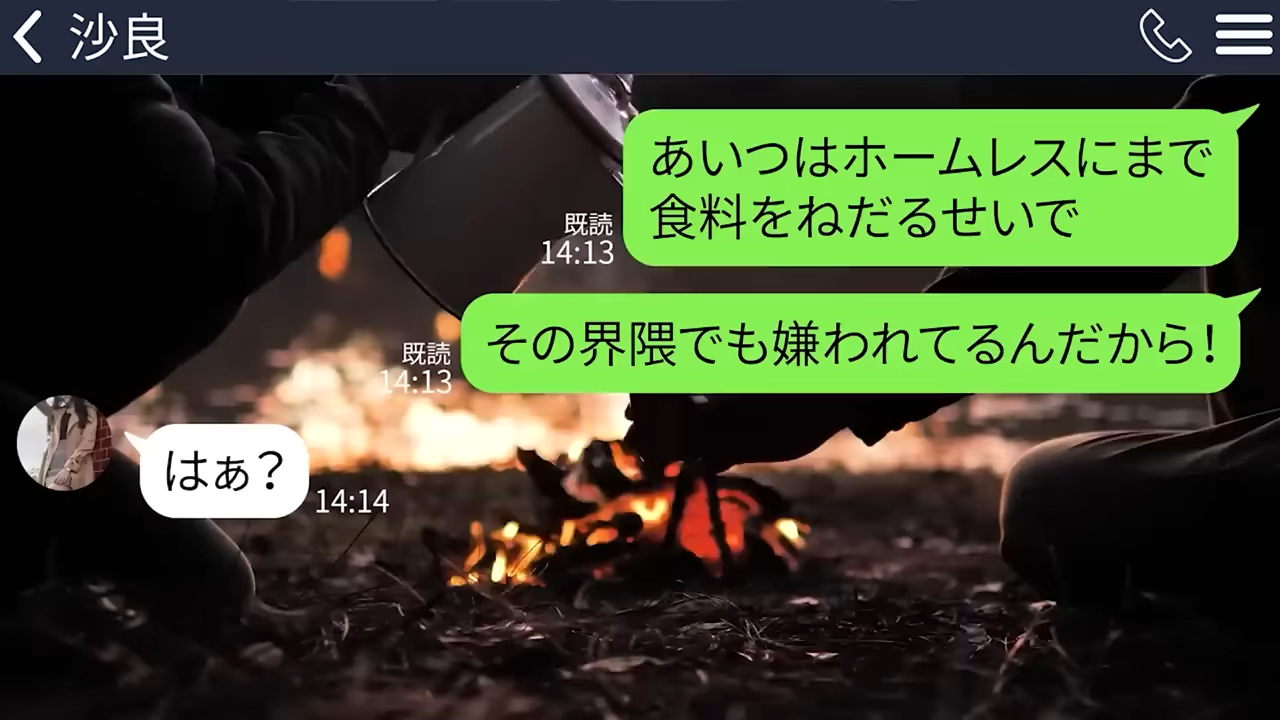 沙良
あいつはホームレスにまで
食料をねだるせいで
既読
14:13
その界隈でも嫌われてるんだから!
既読
14:13
はぁ?
14:14